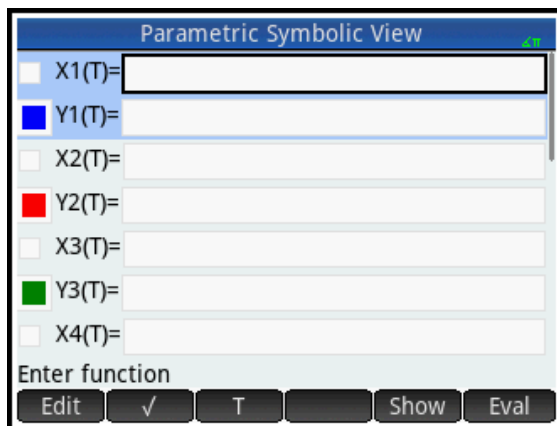 Parametric Symbolic View
∡π
X1(T)=
Y1(T)=
X2(T)=
Y2(T)=
X3(T)=
Y3(T)=
X4(T)=
Enter function
Edit √ T Show Eval